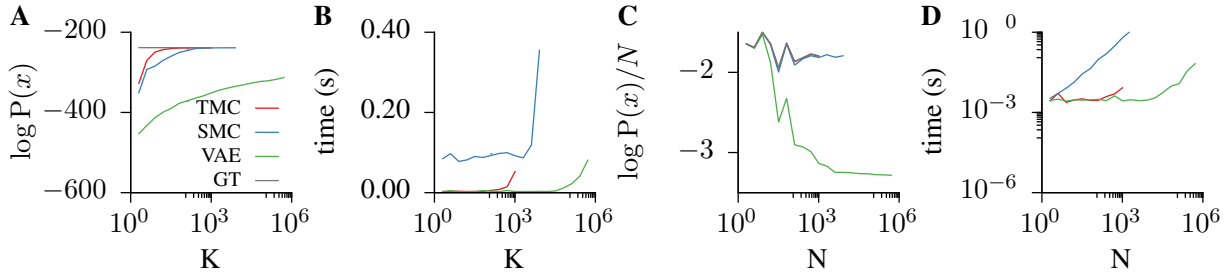 A
log P(x)
−200
−400
−600
TMC
SMC
VAE
GT
10^0
10^3
10^6
K
B
time (s)
0.40
0.20
0.00
10^0
10^3
10^6
K
C
log P(x)/N
−2
−3
10^0
10^3
10^6
N
D
time (s)
10^0
10^-3
10^-6
10^0
10^3
10^6
N